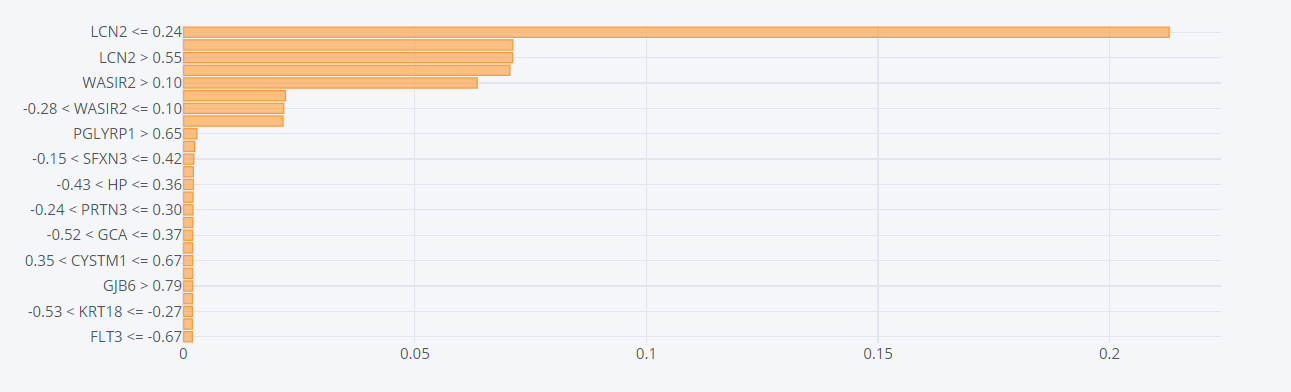 LCN2 <= 0.24
LCN2 > 0.55
WASIR2 > 0.10
-0.28 < WASIR2 <= 0.10
PGLYRP1 > 0.65
-0.15 < SFXN3 <= 0.42
-0.43 < HP <= 0.36
-0.24 < PRTN3 <= 0.30
-0.52 < GCA <= 0.37
0.35 < CYSTM1 <= 0.67
GJB6 > 0.79
-0.53 < KRT18 <= -0.27
FLT3 <= -0.67
0 0.05 0.1 0.15 0.2